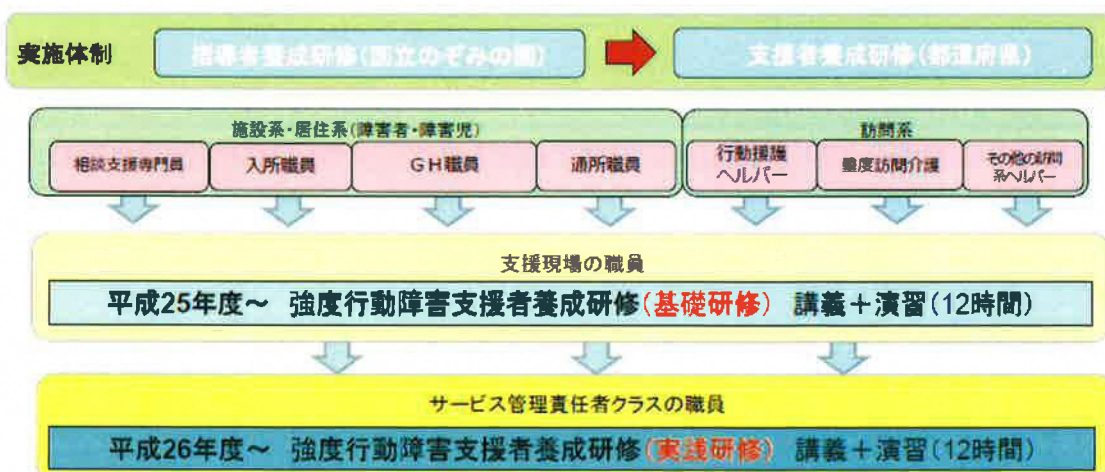 実施体制
指導者養成研修(国立のぞみの園)
支援者養成研修(都道府県)
施設系・居住系(障害者・障害児)
訪問系
相談支援専門員
入所職員
GH職員
通所職員
行動援護
ヘルパー
重度訪問介護
その他の訪問
系ヘルパー
支援現場の職員
平成25年度～ 強度行動障害支援者養成研修(基礎研修) 講義＋演習(12時間)
サービス管理責任者クラスの職員
平成26年度～ 強度行動障害支援者養成研修(実践研修) 講義＋演習(12時間)